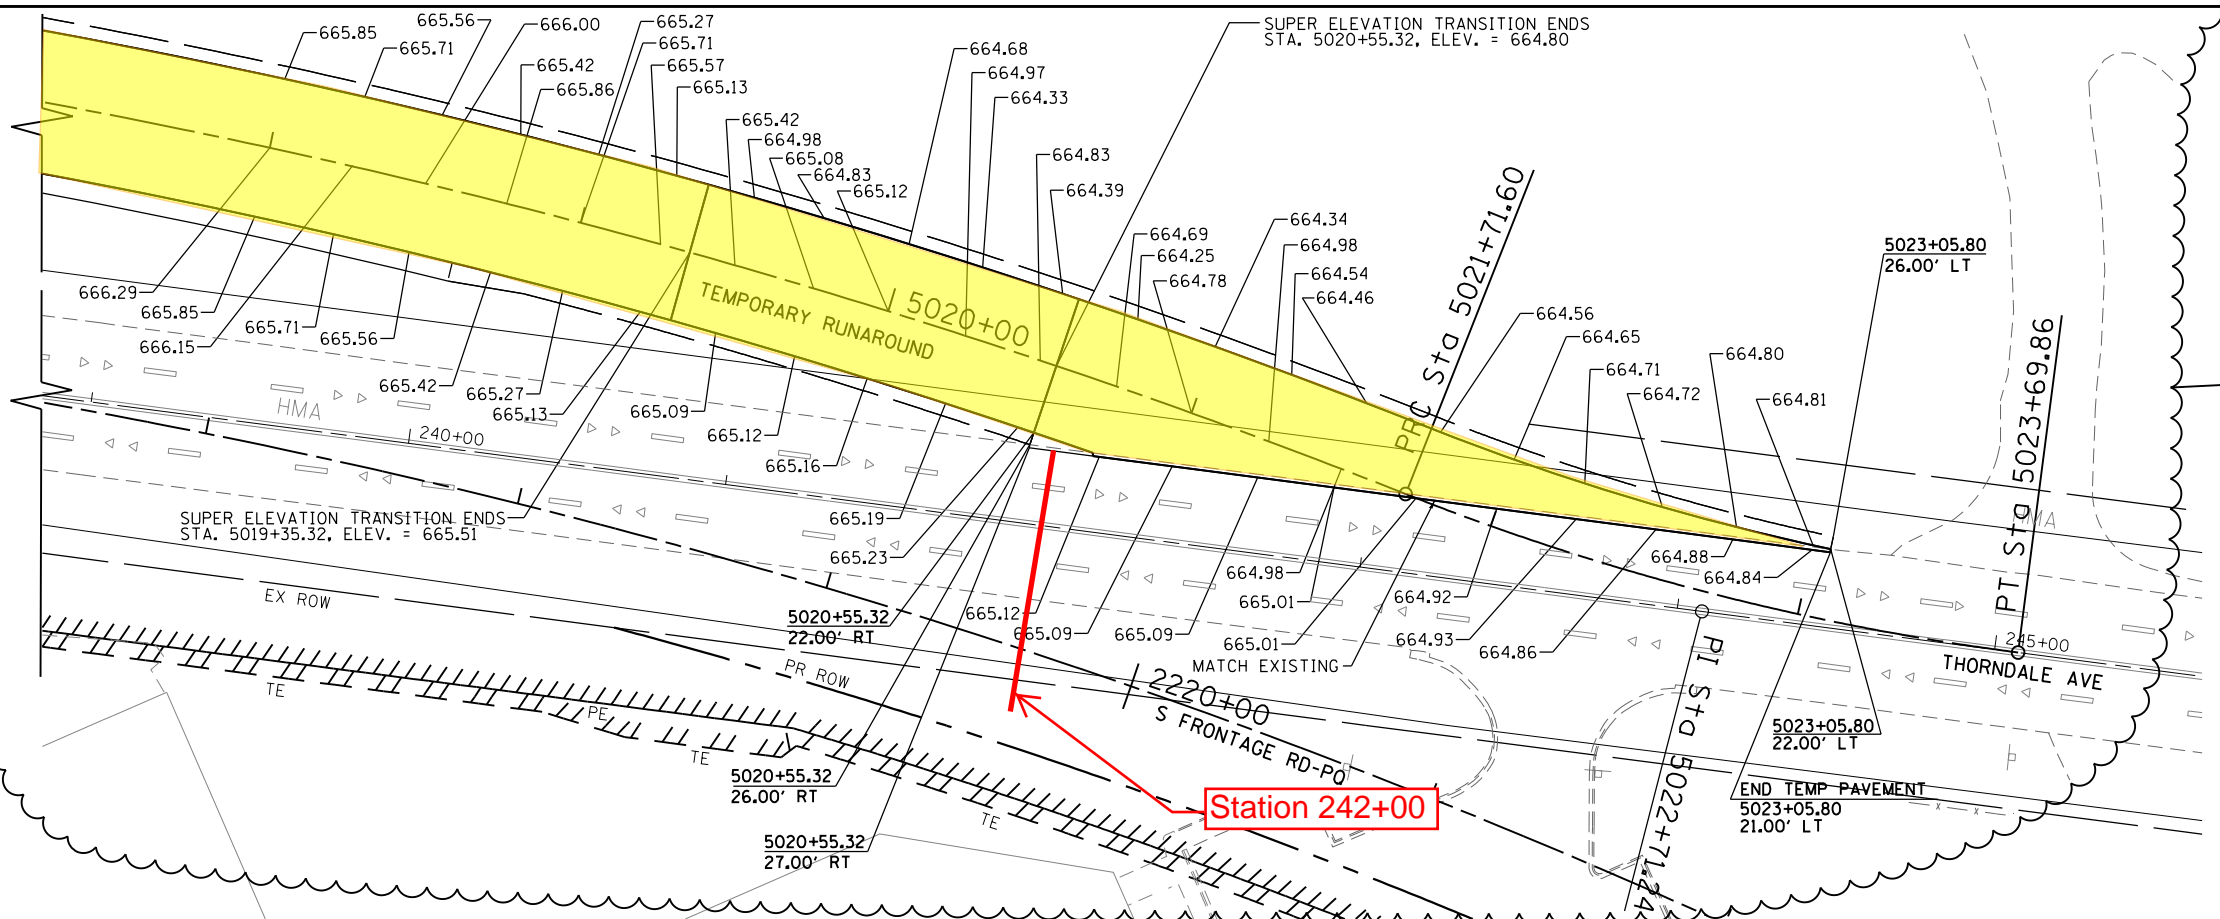 665.85
665.71
665.56
666.00
665.42
665.86
665.27
665.71
665.57
665.13
665.42
664.98
665.08
664.83
665.12
664.68
664.97
664.33
664.83
664.39
SUPER ELEVATION TRANSITION ENDS
STA. 5020+55.32, ELEV. = 664.80
664.69
664.25
664.78
664.34
664.98
664.54
664.46
PRC Sta 5021+71.60
664.56
664.65
664.71
664.72
664.80
664.81
5023+05.80
26.00' LT
PT Sta 5023+69.86
TEMPORARY RUNAROUND
5020+00
666.29
665.85
666.15
665.71
665.56
665.42
665.27
665.13
665.09
665.12
665.16
665.19
665.23
HMA
240+00
SUPER ELEVATION TRANSITION ENDS
STA. 5019+35.32, ELEV. = 665.51
EX ROW
5020+55.32
22.00' RT
665.12
665.09
665.09
664.98
665.01
665.01
MATCH EXISTING
664.92
664.93
664.86
664.88
664.84
HMA
245+00
THORNDALE AVE
PR ROW
TE
PE
TE
TE
2220+00
S FRONTAGE RD-PQ
PI Sta 5022+71.24
5020+55.32
26.00' RT
5020+55.32
27.00' RT
Station 242+00
5023+05.80
22.00' LT
END TEMP PAVEMENT
5023+05.80
21.00' LT